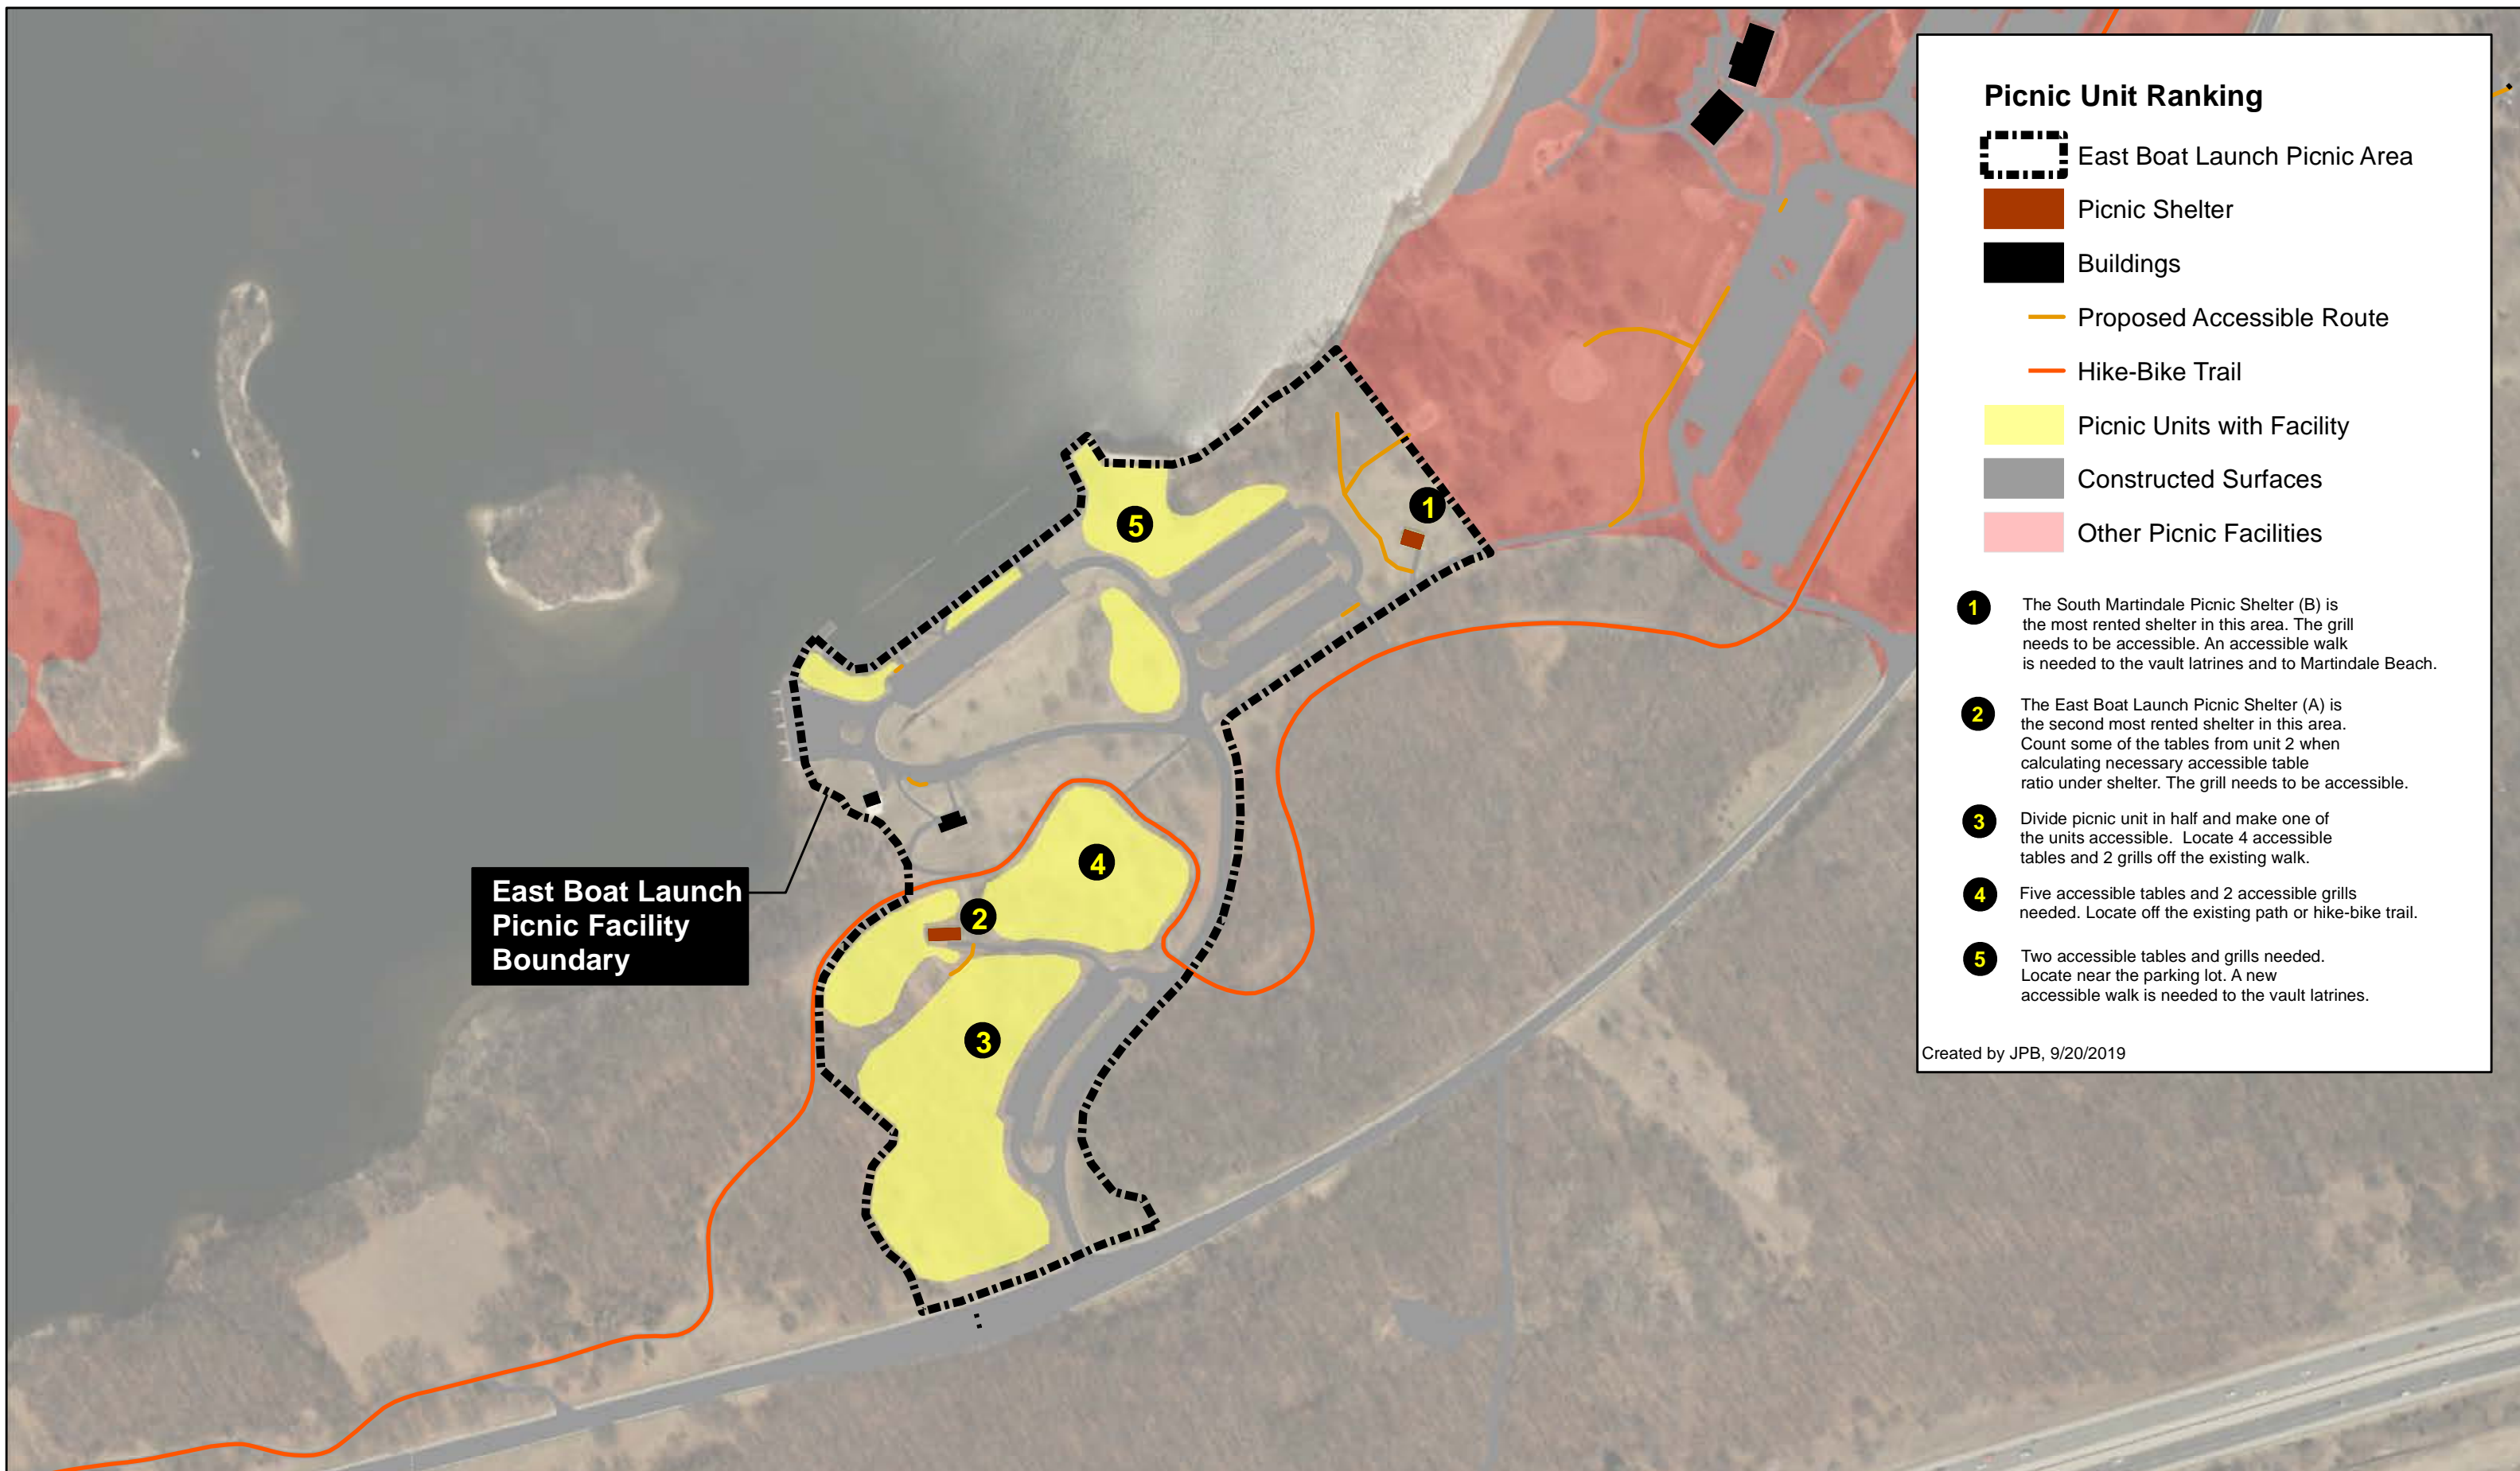 Picnic Unit Ranking
East Boat Launch Picnic Area
Picnic Shelter
Buildings
Proposed Accessible Route
Hike-Bike Trail
Picnic Units with Facility
Constructed Surfaces
Other Picnic Facilities
1 The South Martindale Picnic Shelter (B) is
the most rented shelter in this area. The grill
needs to be accessible. An accessible walk
is needed to the vault latrines and to Martindale Beach.
2 The East Boat Launch Picnic Shelter (A) is
the second most rented shelter in this area.
Count some of the tables from unit 2 when
calculating necessary accessible table
ratio under shelter. The grill needs to be accessible.
3 Divide picnic unit in half and make one of
the units accessible. Locate 4 accessible
tables and 2 grills off the existing walk.
4 Five accessible tables and 2 accessible grills
needed. Locate off the existing path or hike-bike trail.
5 Two accessible tables and grills needed.
Locate near the parking lot. A new
accessible walk is needed to the vault latrines.
Created by JPB, 9/20/2019
1
5
4
2
3
East Boat Launch
Picnic Facility
Boundary